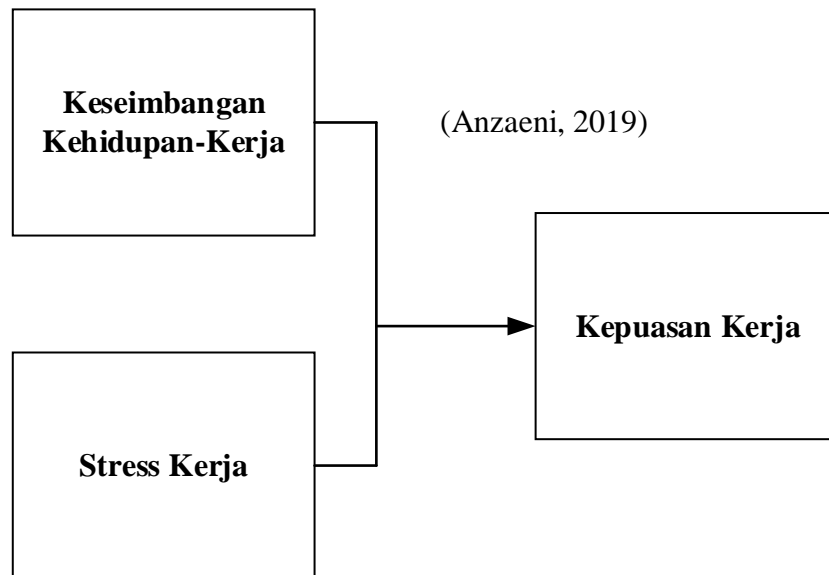 Keseimbangan
Kehidupan-Kerja
(Anzaeni, 2019)
Kepuasan Kerja
Stress Kerja